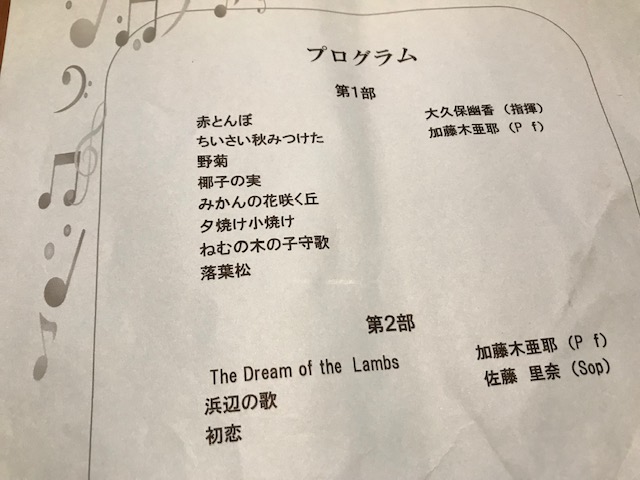 プログラム
第1部
赤とんぼ 大久保幽香（指揮）
ちいさい秋みつけた 加藤木亜耶（Ｐｆ）
野菊
椰子の実
みかんの花咲く丘
夕焼け小焼け
ねむの木の子守歌
落葉松
第2部
The Dream of the Lambs 加藤木亜耶（Ｐｆ）
浜辺の歌 佐藤 里奈（Sop）
初恋